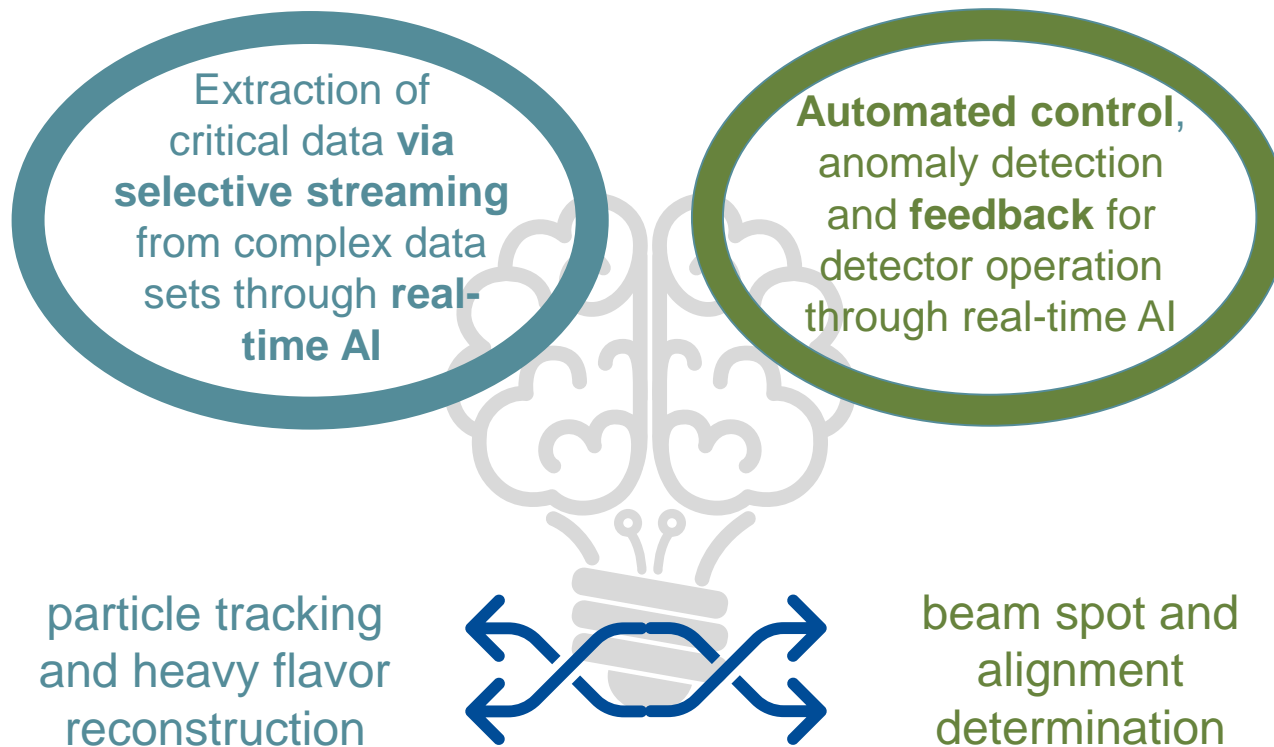 Extraction of
critical data via
selective streaming
from complex data
sets through real-
time AI
Automated control,
anomaly detection
and feedback for
detector operation
through real-time AI
particle tracking
and heavy flavor
reconstruction
beam spot and
alignment
determination